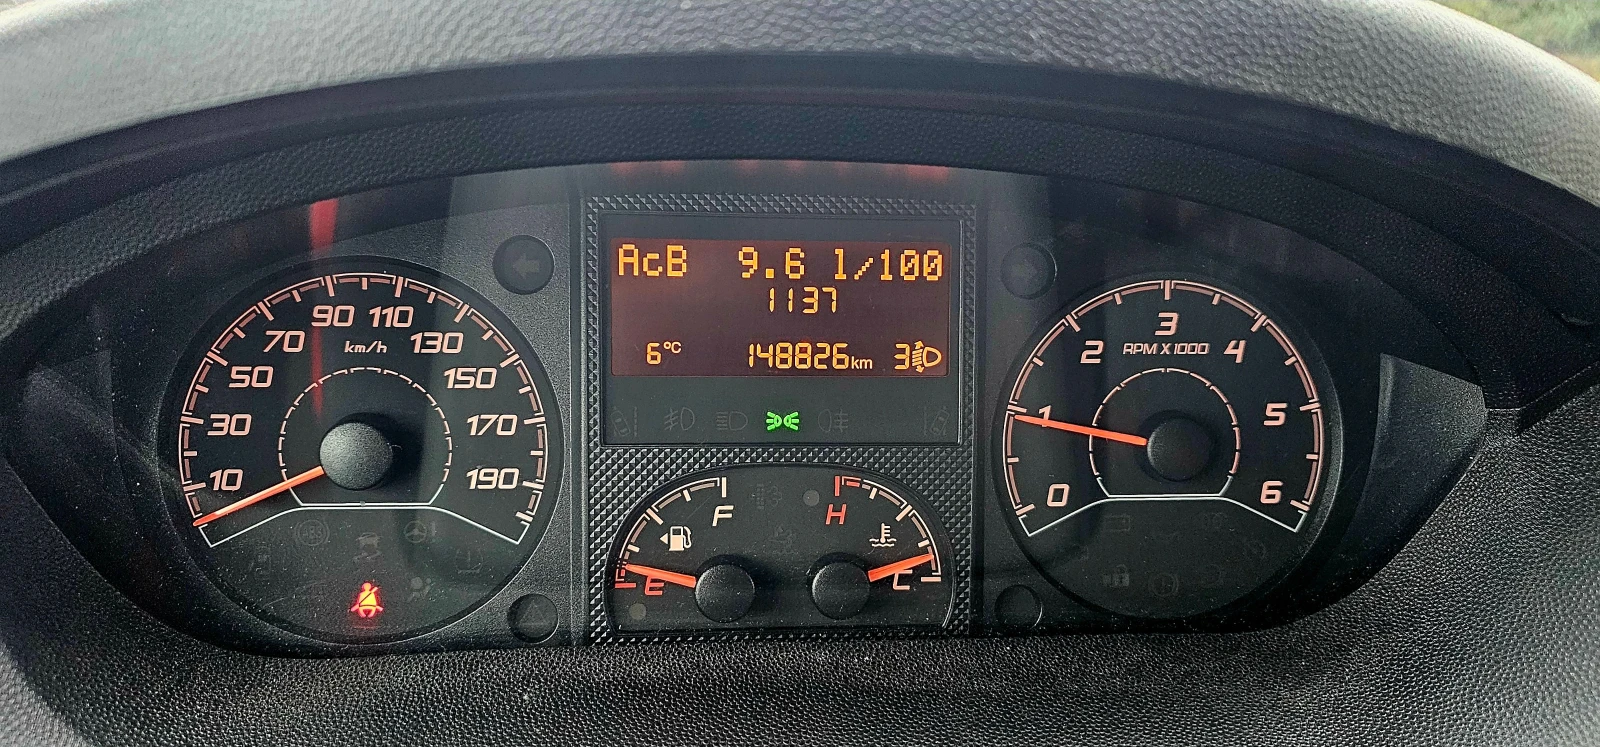 AcB 9.6 l/100
1137
6°C 148826km 3
10 30 50 70 90 110 130 150 170 190
km/h
0 1 2 3 4 5 6
RPM X 1000
E F
H C